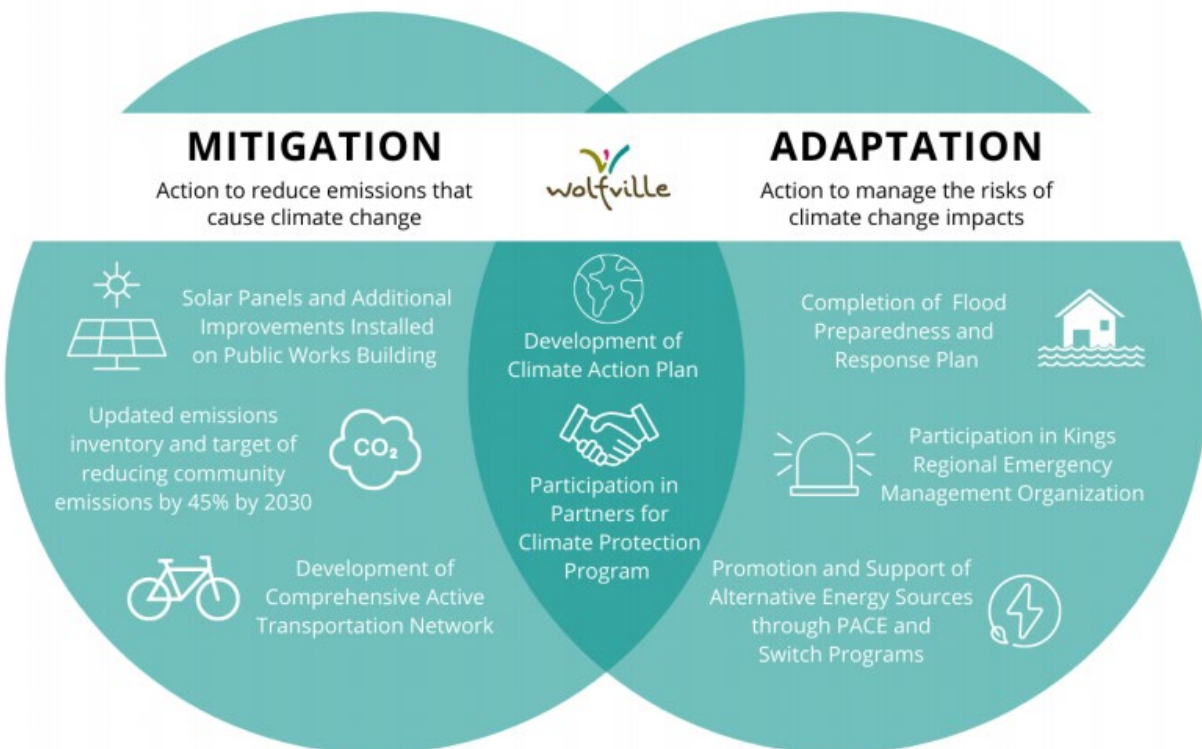 MITIGATION
Action to reduce emissions that
cause climate change
wolfville
ADAPTATION
Action to manage the risks of
climate change impacts
Solar Panels and Additional
Improvements Installed
on Public Works Building
Updated emissions
inventory and target of
reducing community
emissions by 45% by 2030
CO₂
Development of
Comprehensive Active
Transportation Network
Development of
Climate Action Plan
Participation in
Partners for
Climate Protection
Program
Completion of Flood
Preparedness and
Response Plan
Participation in Kings
Regional Emergency
Management Organization
Promotion and Support of
Alternative Energy Sources
through PACE and
Switch Programs